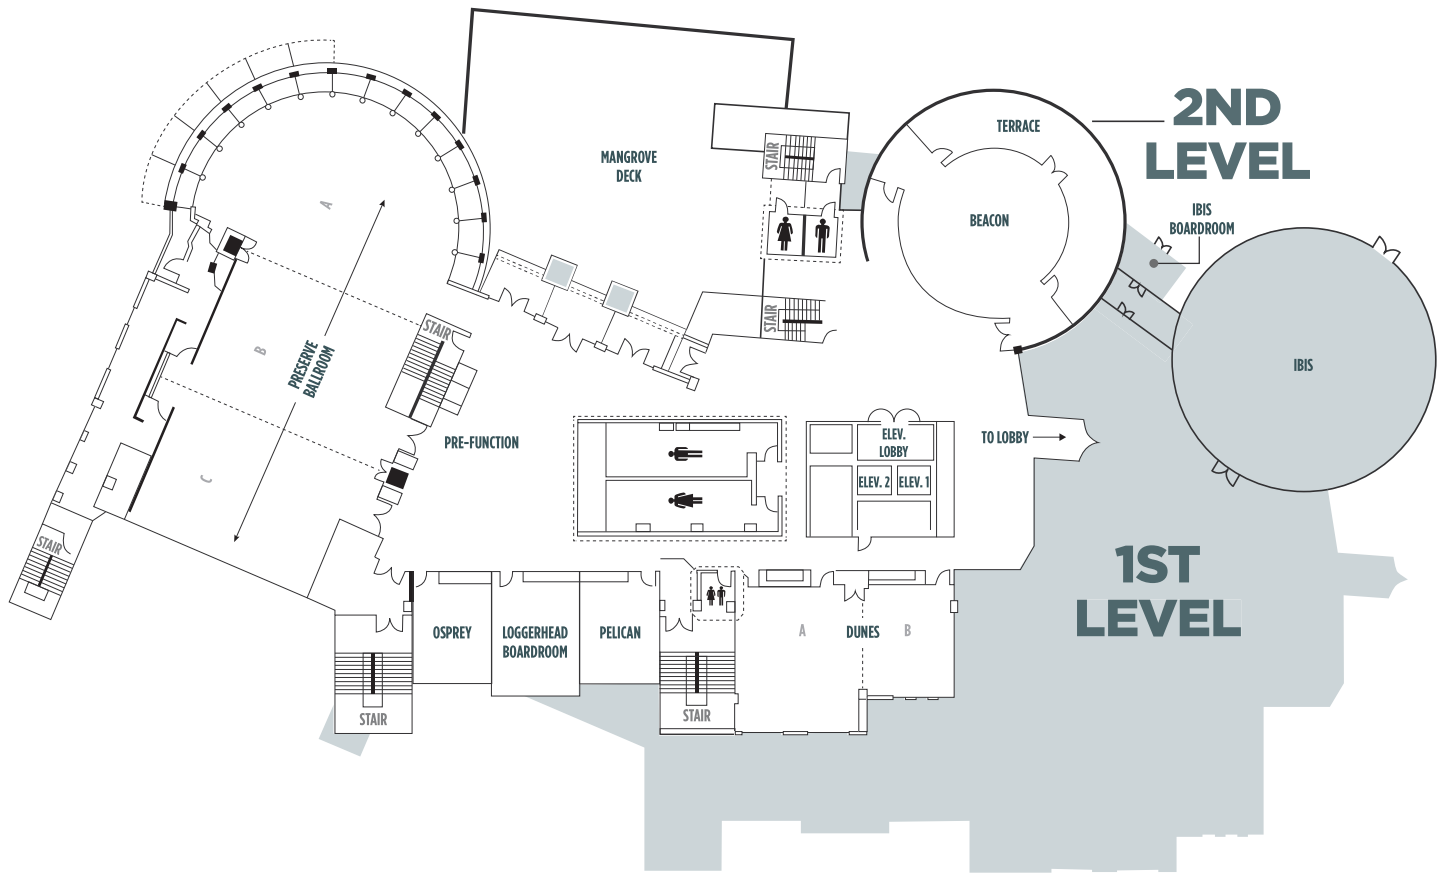 2ND
LEVEL
TERRACE
BEACON
IBIS
BOARDROOM
IBIS
MANGROVE
DECK
STAIR
STAIR
A
B
C
PRESERVE
BALLROOM
STAIR
PRE-FUNCTION
ELEV.
LOBBY
ELEV. 2
ELEV. 1
TO LOBBY
STAIR
1ST
LEVEL
OSPREY
LOGGERHEAD
BOARDROOM
PELICAN
A
DUNES
B
STAIR
STAIR